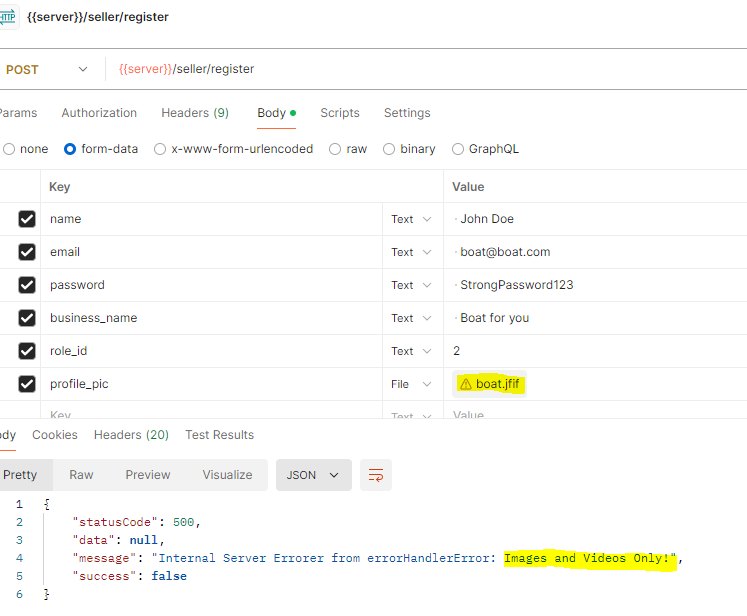 HTTP {{server}}/seller/register
POST {{server}}/seller/register
Params Authorization Headers (9) Body Scripts Settings
none form-data x-www-form-urlencoded raw binary GraphQL
Key Value
name Text · John Doe
email Text · boat@boat.com
password Text · StrongPassword123
business_name Text · Boat for you
role_id Text 2
profile_pic File boat.jfif
Key Text Value
ody Cookies Headers (20) Test Results
Pretty Raw Preview Visualize JSON
1 {
2 "statusCode": 500,
3 "data": null,
4 "message": "Internal Server Errorer from errorHandlerError: Images and Videos Only!",
5 "success": false
6 }